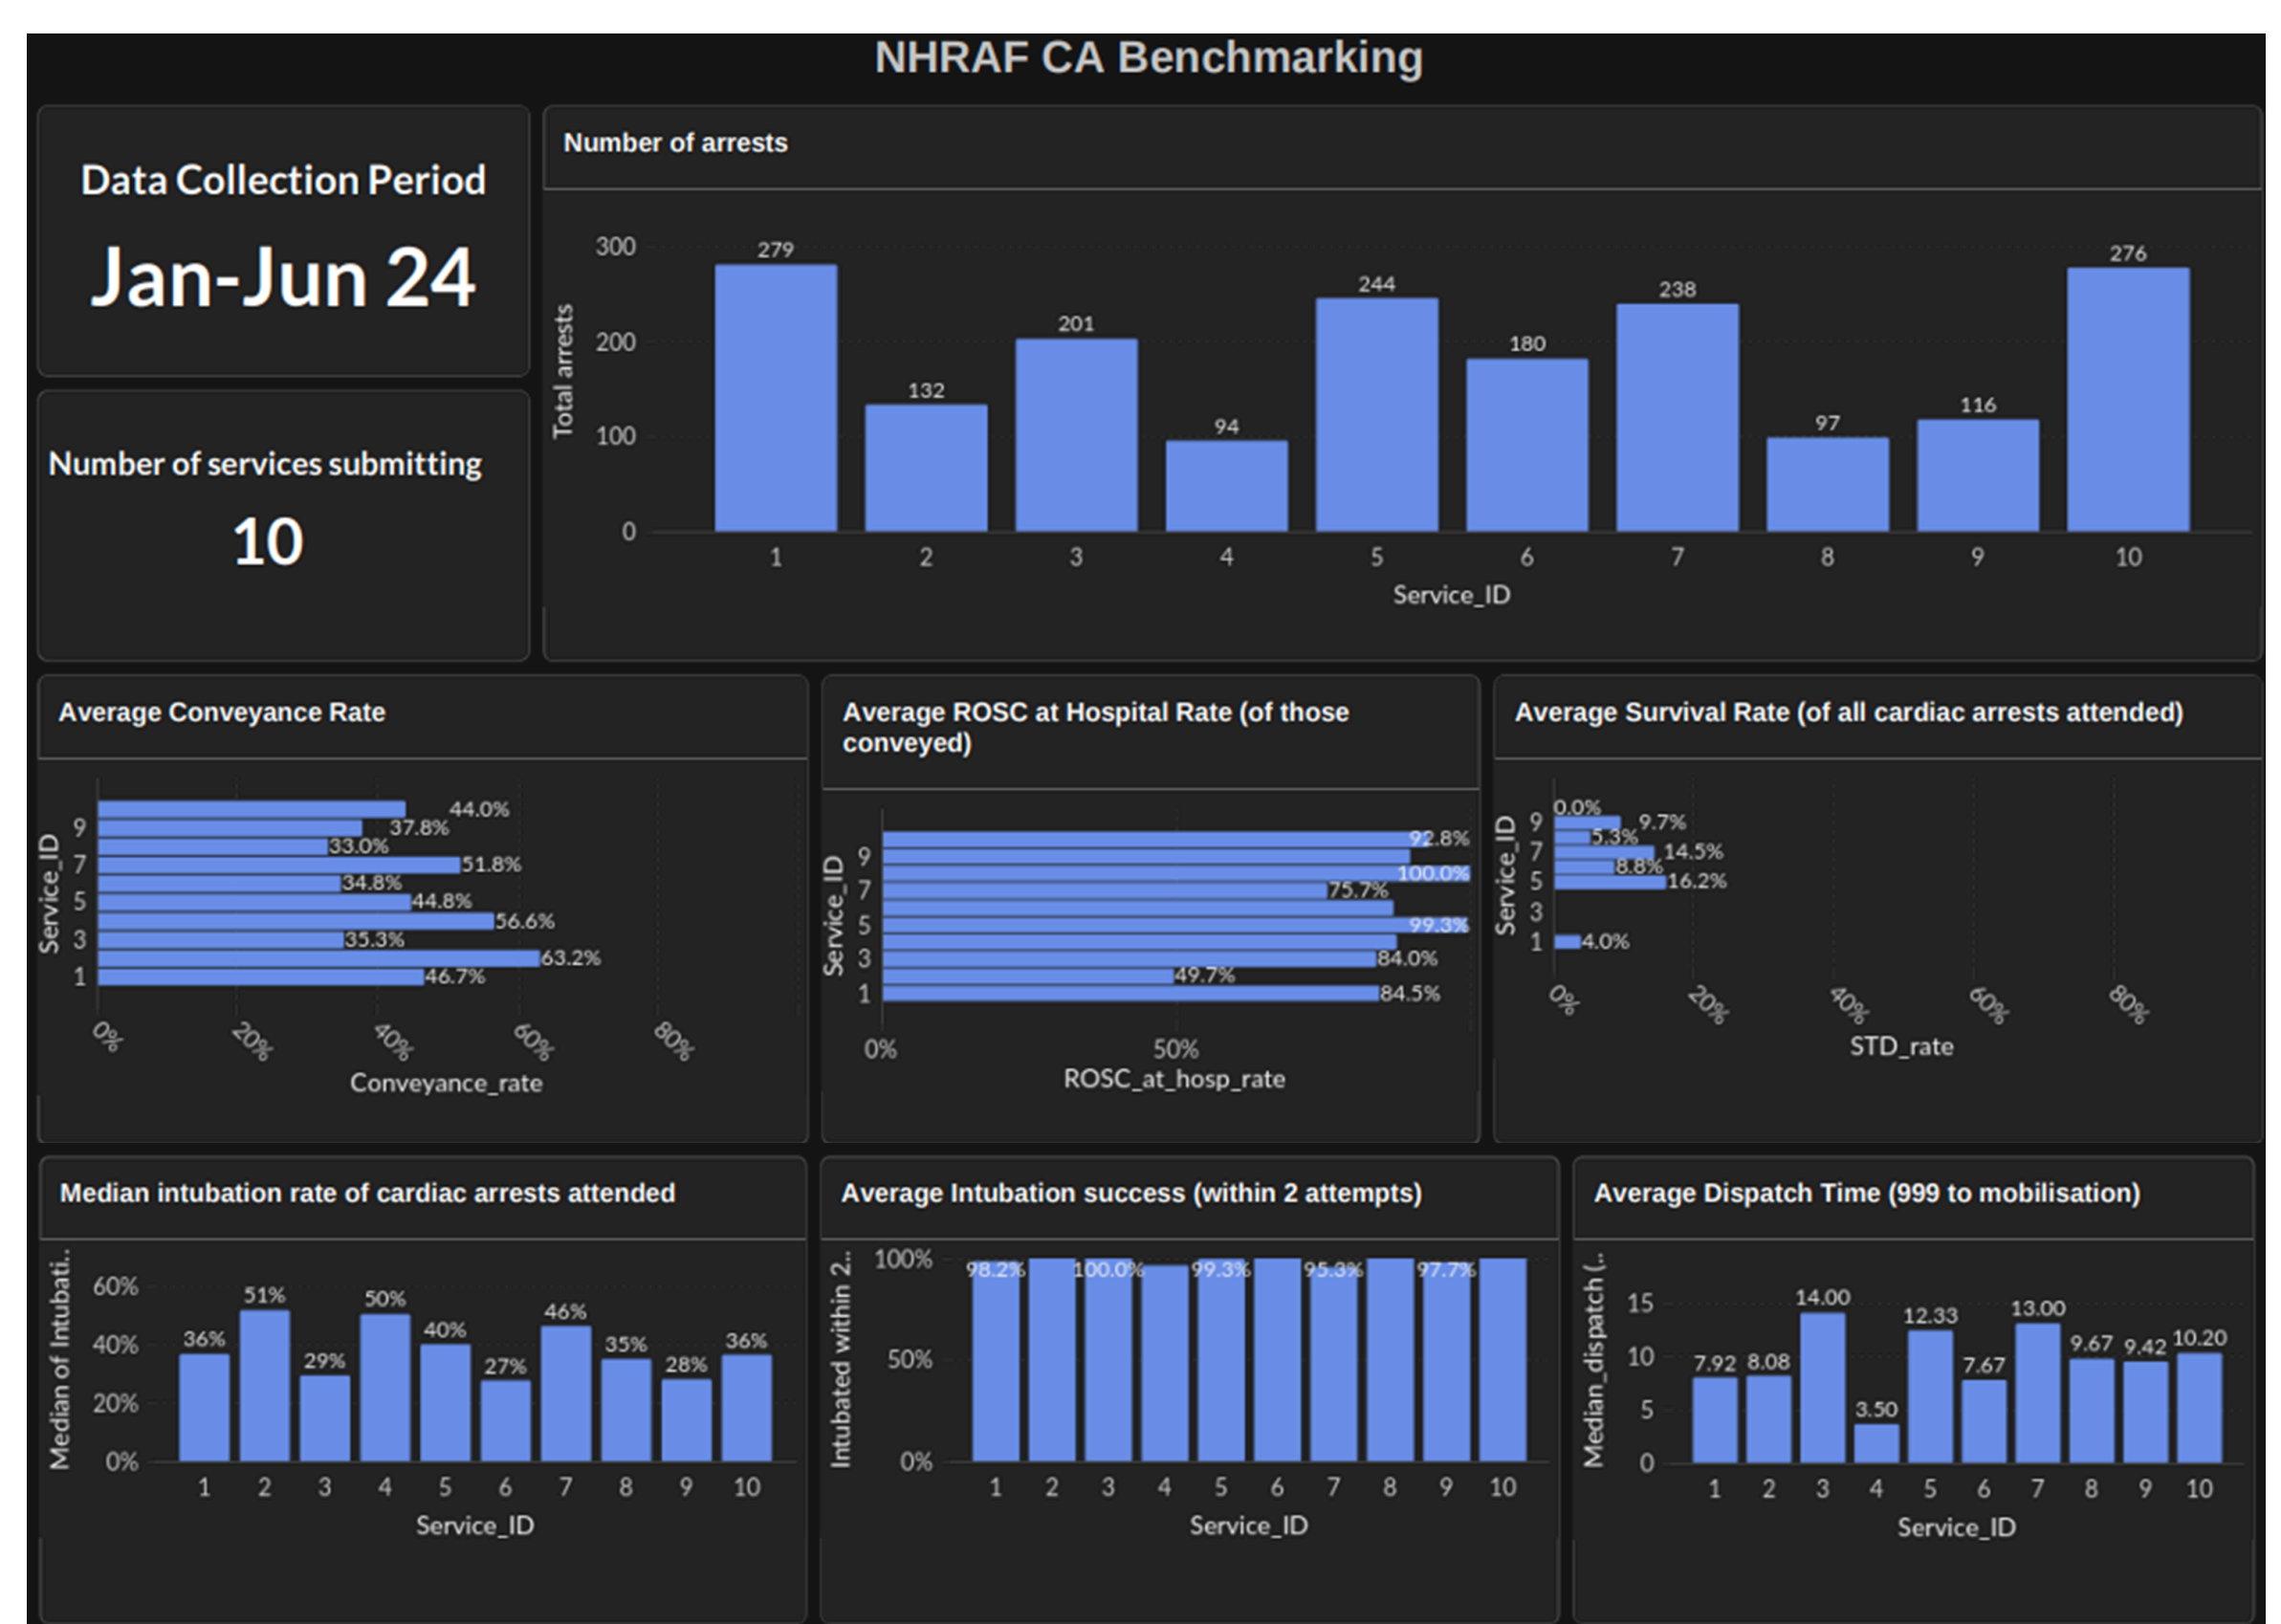 NHRAF CA Benchmarking
Data Collection Period
Jan-Jun 24
Number of services submitting
10
Number of arrests
Total arrests
300
200
100
0
279
132
201
94
244
180
238
97
116
276
1 2 3 4 5 6 7 8 9 10
Service_ID
Average Conveyance Rate
Service_ID
9
7
5
3
1
44.0%
37.8%
33.0%
51.8%
34.8%
44.8%
56.6%
35.3%
63.2%
46.7%
0% 20% 40% 60% 80%
Conveyance_rate
Average ROSC at Hospital Rate (of those
conveyed)
Service_ID
9
7
5
3
1
92.8%
100.0%
75.7%
99.3%
84.0%
49.7%
84.5%
0% 50%
ROSC_at_hosp_rate
Average Survival Rate (of all cardiac arrests attended)
Service_ID
9
7
5
3
1
0.0%
9.7%
5.3%
14.5%
8.8%
16.2%
4.0%
0% 20% 40% 60% 80%
STD_rate
Median intubation rate of cardiac arrests attended
Median of Intubati..
60%
40%
20%
0%
36% 51% 29% 50% 40% 27% 46% 35% 28% 36%
1 2 3 4 5 6 7 8 9 10
Service_ID
Average Intubation success (within 2 attempts)
Intubated within 2..
100%
50%
0%
98.2% 100.0% 99.3% 95.3% 97.7%
1 2 3 4 5 6 7 8 9 10
Service_ID
Average Dispatch Time (999 to mobilisation)
Median_dispatch (..
15
10
5
0
7.92 8.08 14.00 3.50 12.33 7.67 13.00 9.67 9.42 10.20
1 2 3 4 5 6 7 8 9 10
Service_ID